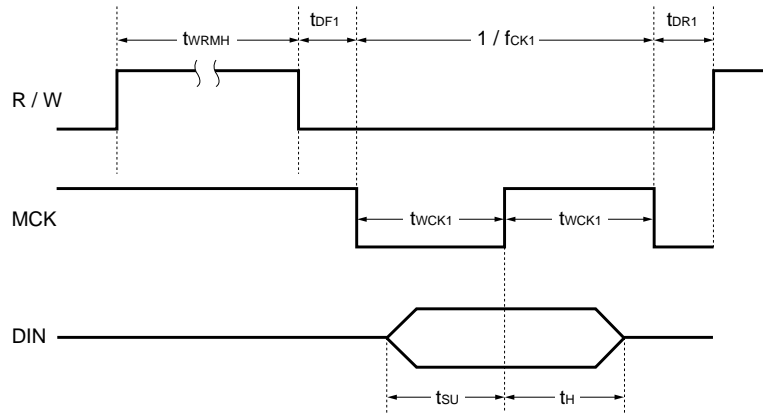 tWRMH
tDF1
1 / fCK1
tDR1
R / W
MCK
tWCK1
tWCK1
DIN
tSU
tH